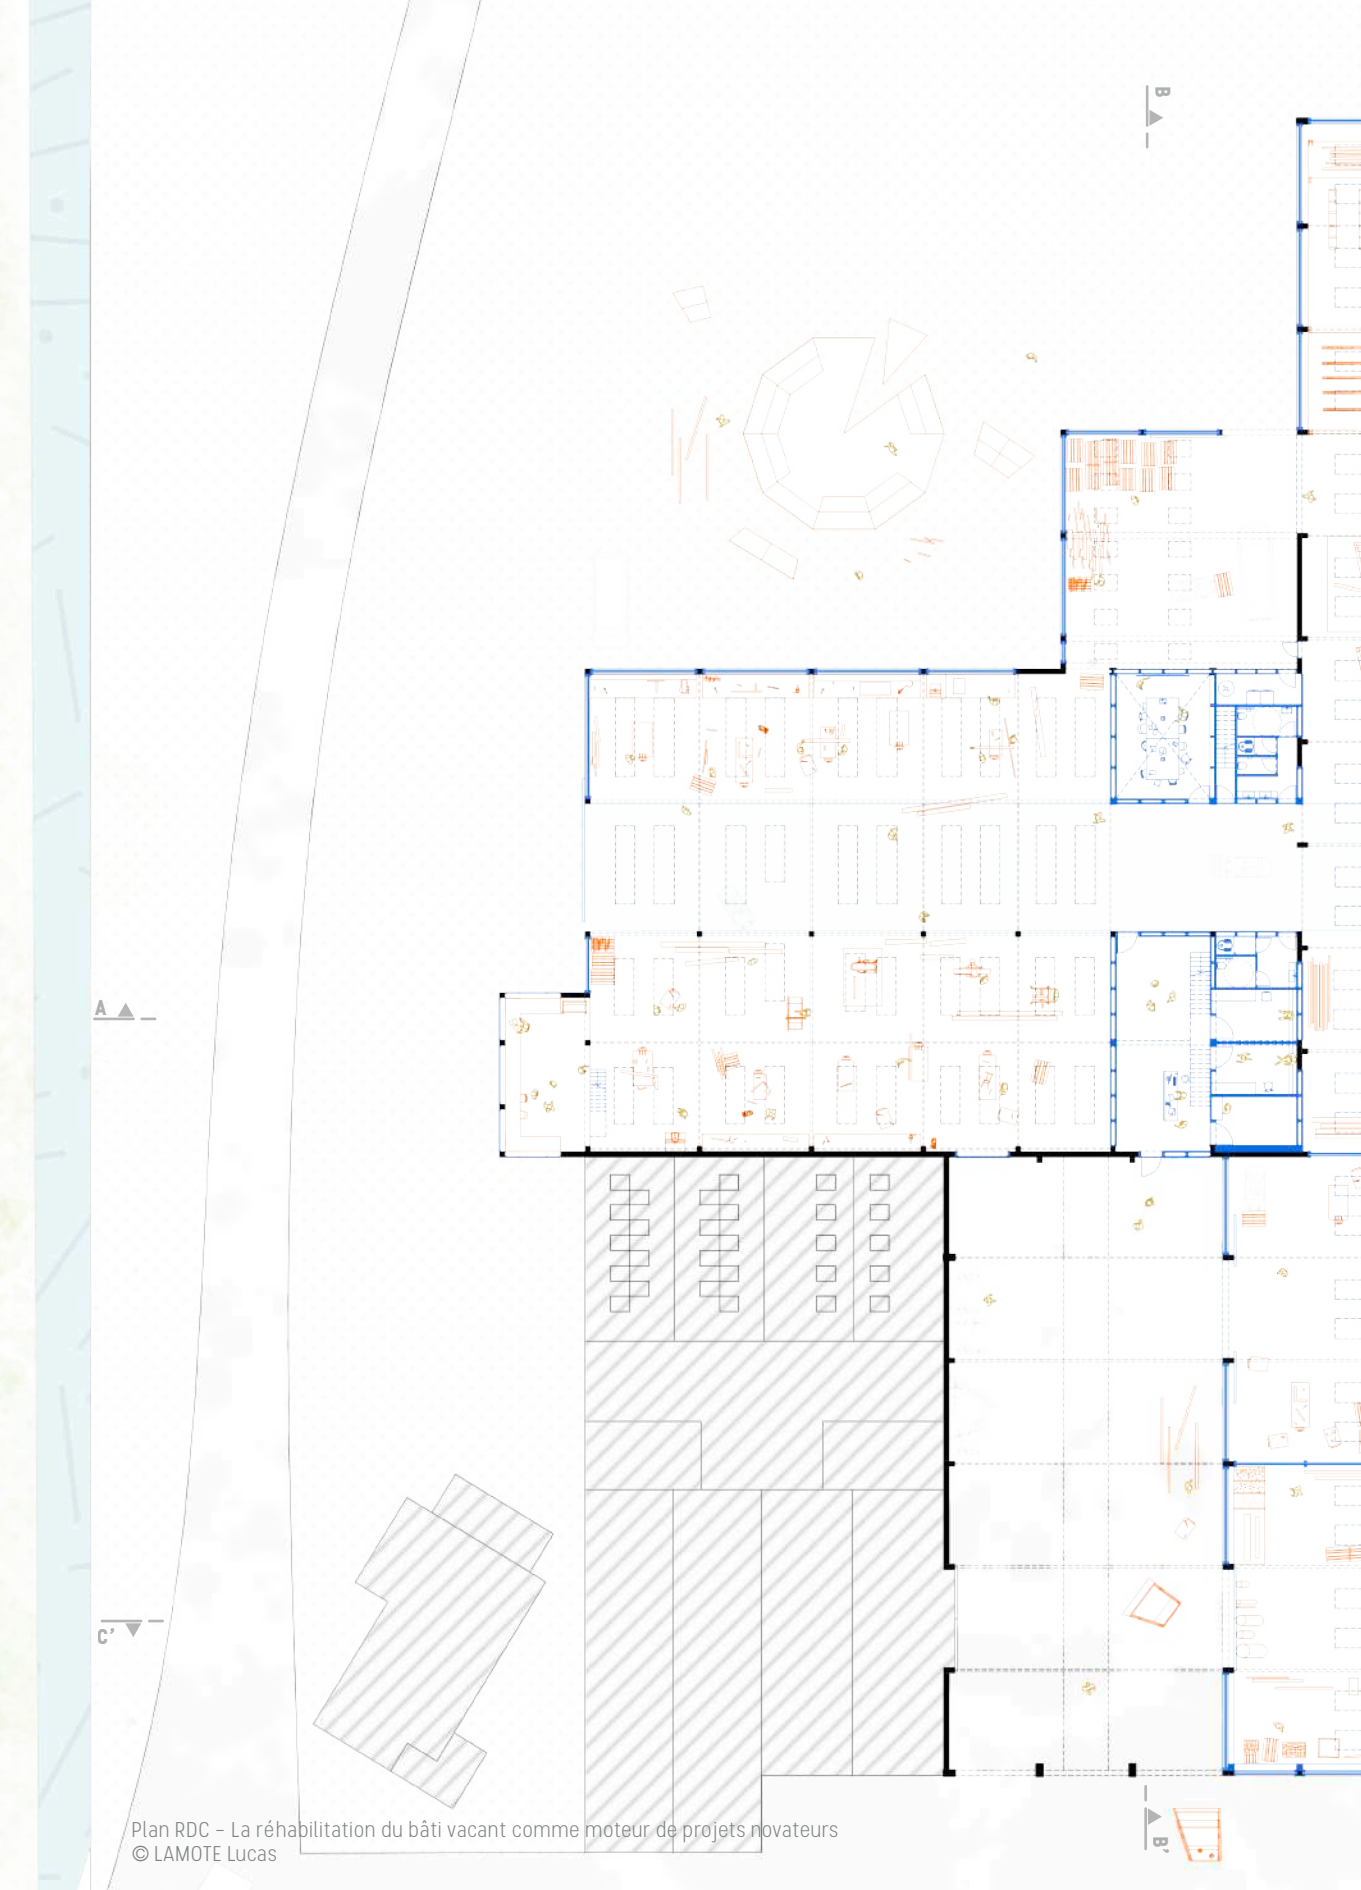 B
A
C'
Plan RDC – La réhabilitation du bâti vacant comme moteur de projets novateurs
© LAMOTE Lucas
B'